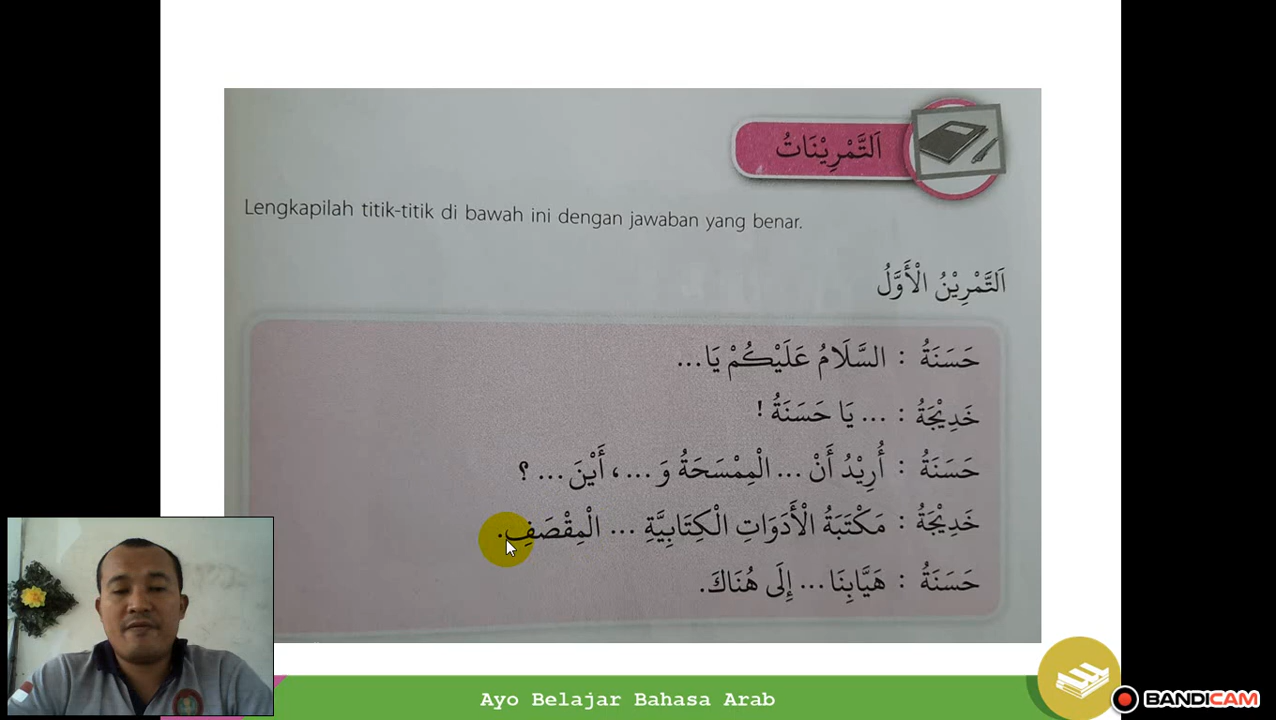 اَلتَّمْرِيْنَاتُ
Lengkapilah titik-titik di bawah ini dengan jawaban yang benar.
اَلتَّمْرِيْنُ الْأَوَّلُ
حَسَنَةُ : السَّلَامُ عَلَيْكُمْ يَا...
خَدِيْجَةُ : ... يَا حَسَنَةُ !
حَسَنَةُ : أُرِيْدُ أَنْ ... الْمِمْسَحَةُ وَ ... ، أَيْنَ ... ؟
خَدِيْجَةُ : مَكْتَبَةُ الْأَدَوَاتِ الْكِتَابِيَّةِ ... الْمِقْصَفِ.
حَسَنَةُ : هَيَّابِنَا ... إِلَى هُنَاكَ.
Ayo Belajar Bahasa Arab
BANDICAM